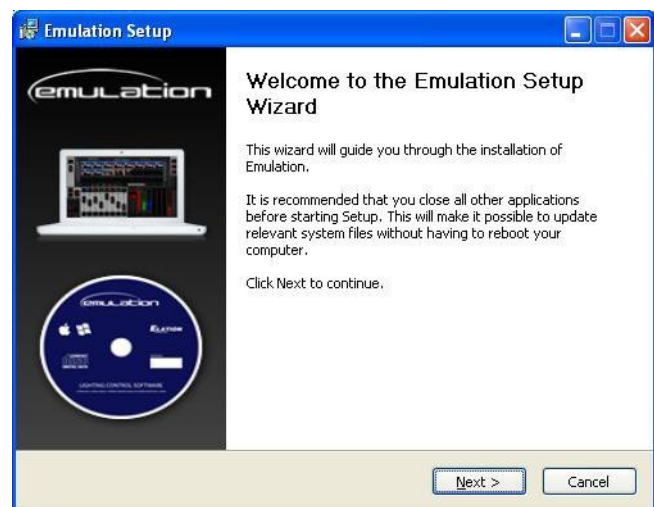 Emulation Setup
emulation
Welcome to the Emulation Setup
Wizard
This wizard will guide you through the installation of
Emulation.
It is recommended that you close all other applications
before starting Setup. This will make it possible to update
relevant system files without having to reboot your
computer.
Click Next to continue.
emulation
ELATION
LIGHTING CONTROL SOFTWARE
Next >
Cancel